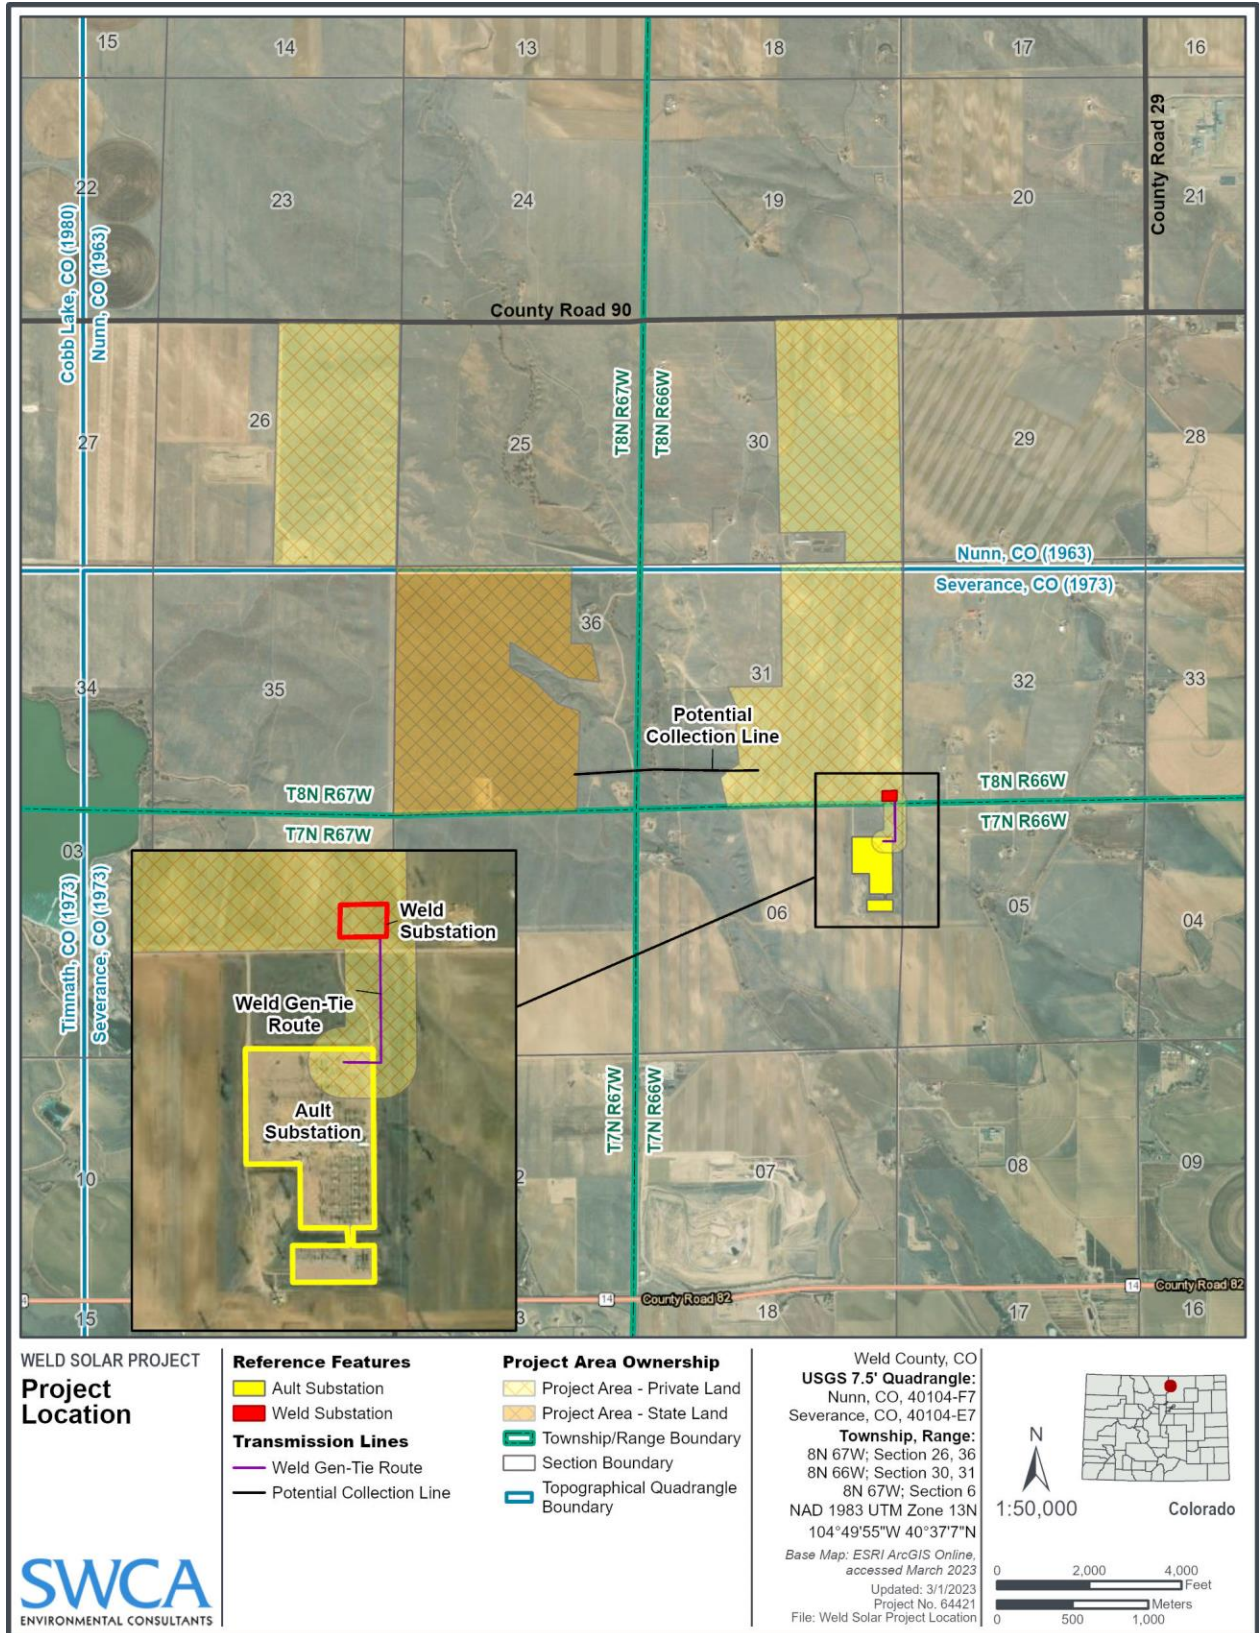 15
14
13
18
17
16
County Road 29
22
23
24
19
20
21
Cobb Lake, CO (1980)
Nunn, CO (1963)
County Road 90
T8N R67W
T8N R66W
26
27
25
30
29
28
Nunn, CO (1963)
Severance, CO (1973)
36
34
35
31
32
33
Potential
Collection Line
T8N R67W
T7N R67W
T8N R66W
T7N R66W
03
06
05
04
Timnath, CO (1973)
Severance, CO (1973)
Weld
Substation
Weld Gen-Tie
Route
Ault
Substation
T7N R67W
T7N R66W
10
2
07
08
09
4
14
County Road 82
14
County Road 82
15
3
18
17
16
WELD SOLAR PROJECT
Project
Location
SWCA
ENVIRONMENTAL CONSULTANTS
Reference Features
Ault Substation
Weld Substation
Transmission Lines
Weld Gen-Tie Route
Potential Collection Line
Project Area Ownership
Project Area - Private Land
Project Area - State Land
Township/Range Boundary
Section Boundary
Topographical Quadrangle
Boundary
Weld County, CO
USGS 7.5' Quadrangle:
Nunn, CO, 40104-F7
Severance, CO, 40104-E7
Township, Range:
8N 67W; Section 26, 36
8N 66W; Section 30, 31
8N 67W; Section 6
NAD 1983 UTM Zone 13N
104°49'55"W 40°37'7"N
Base Map: ESRI ArcGIS Online,
accessed March 2023
Updated: 3/1/2023
Project No. 64421
File: Weld Solar Project Location
N
1:50,000
Colorado
0 2,000 4,000
Feet
Meters
0 500 1,000